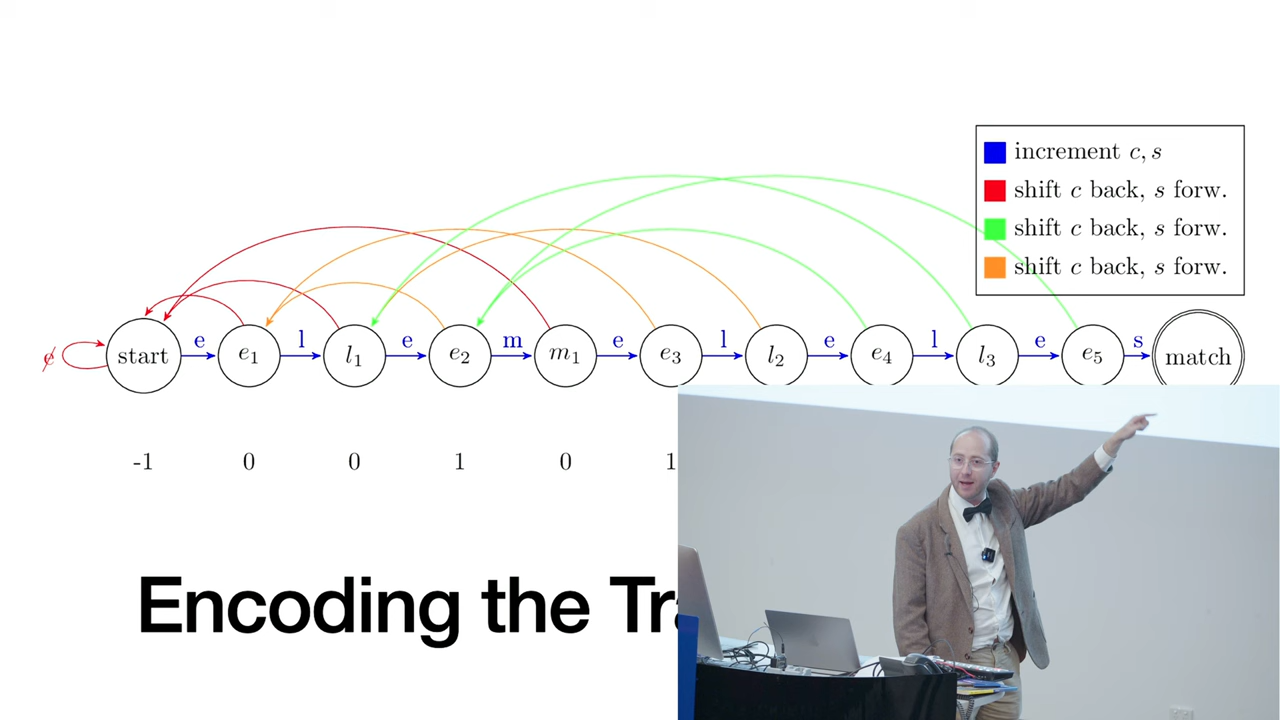 increment c, s
shift c back, s forw.
shift c back, s forw.
shift c back, s forw.
e l e m e l e l e s
e̸ start e₁ l₁ e₂ m₁ e₃ l₂ e₄ l₃ e₅ match
-1 0 0 1 0 1
Encoding the